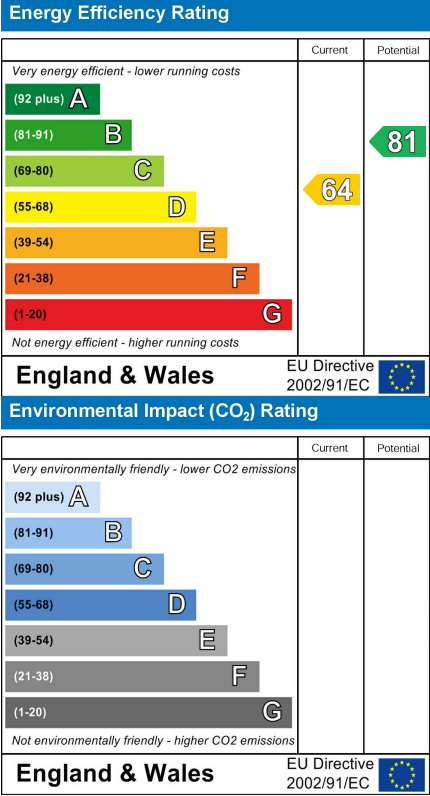 Energy Efficiency Rating
Current Potential
Very energy efficient - lower running costs
(92 plus) A
(81-91) B
81
(69-80) C
64
(55-68) D
(39-54) E
(21-38) F
(1-20) G
Not energy efficient - higher running costs
England & Wales
EU Directive
2002/91/EC
Environmental Impact (CO₂) Rating
Current Potential
Very environmentally friendly - lower CO2 emissions
(92 plus) A
(81-91) B
(69-80) C
(55-68) D
(39-54) E
(21-38) F
(1-20) G
Not environmentally friendly - higher CO2 emissions
England & Wales
EU Directive
2002/91/EC